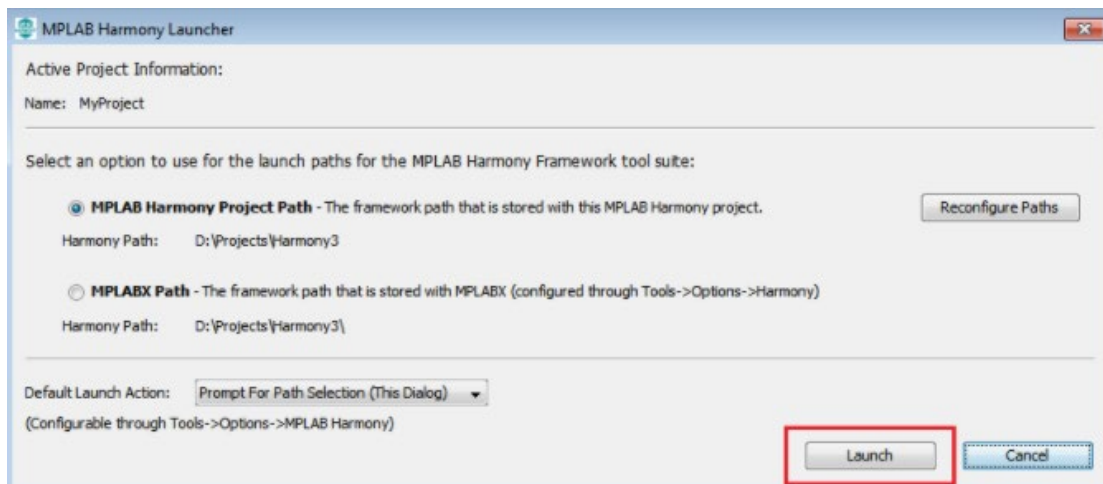 MPLAB Harmony Launcher
Active Project Information:
Name: MyProject
Select an option to use for the launch paths for the MPLAB Harmony Framework tool suite:
MPLAB Harmony Project Path - The framework path that is stored with this MPLAB Harmony project.
Reconfigure Paths
Harmony Path: D:\Projects\Harmony3
MPLABX Path - The framework path that is stored with MPLABX (configured through Tools->Options->Harmony)
Harmony Path: D:\Projects\Harmony3\
Default Launch Action: Prompt For Path Selection (This Dialog)
(Configurable through Tools->Options->MPLAB Harmony)
Launch Cancel